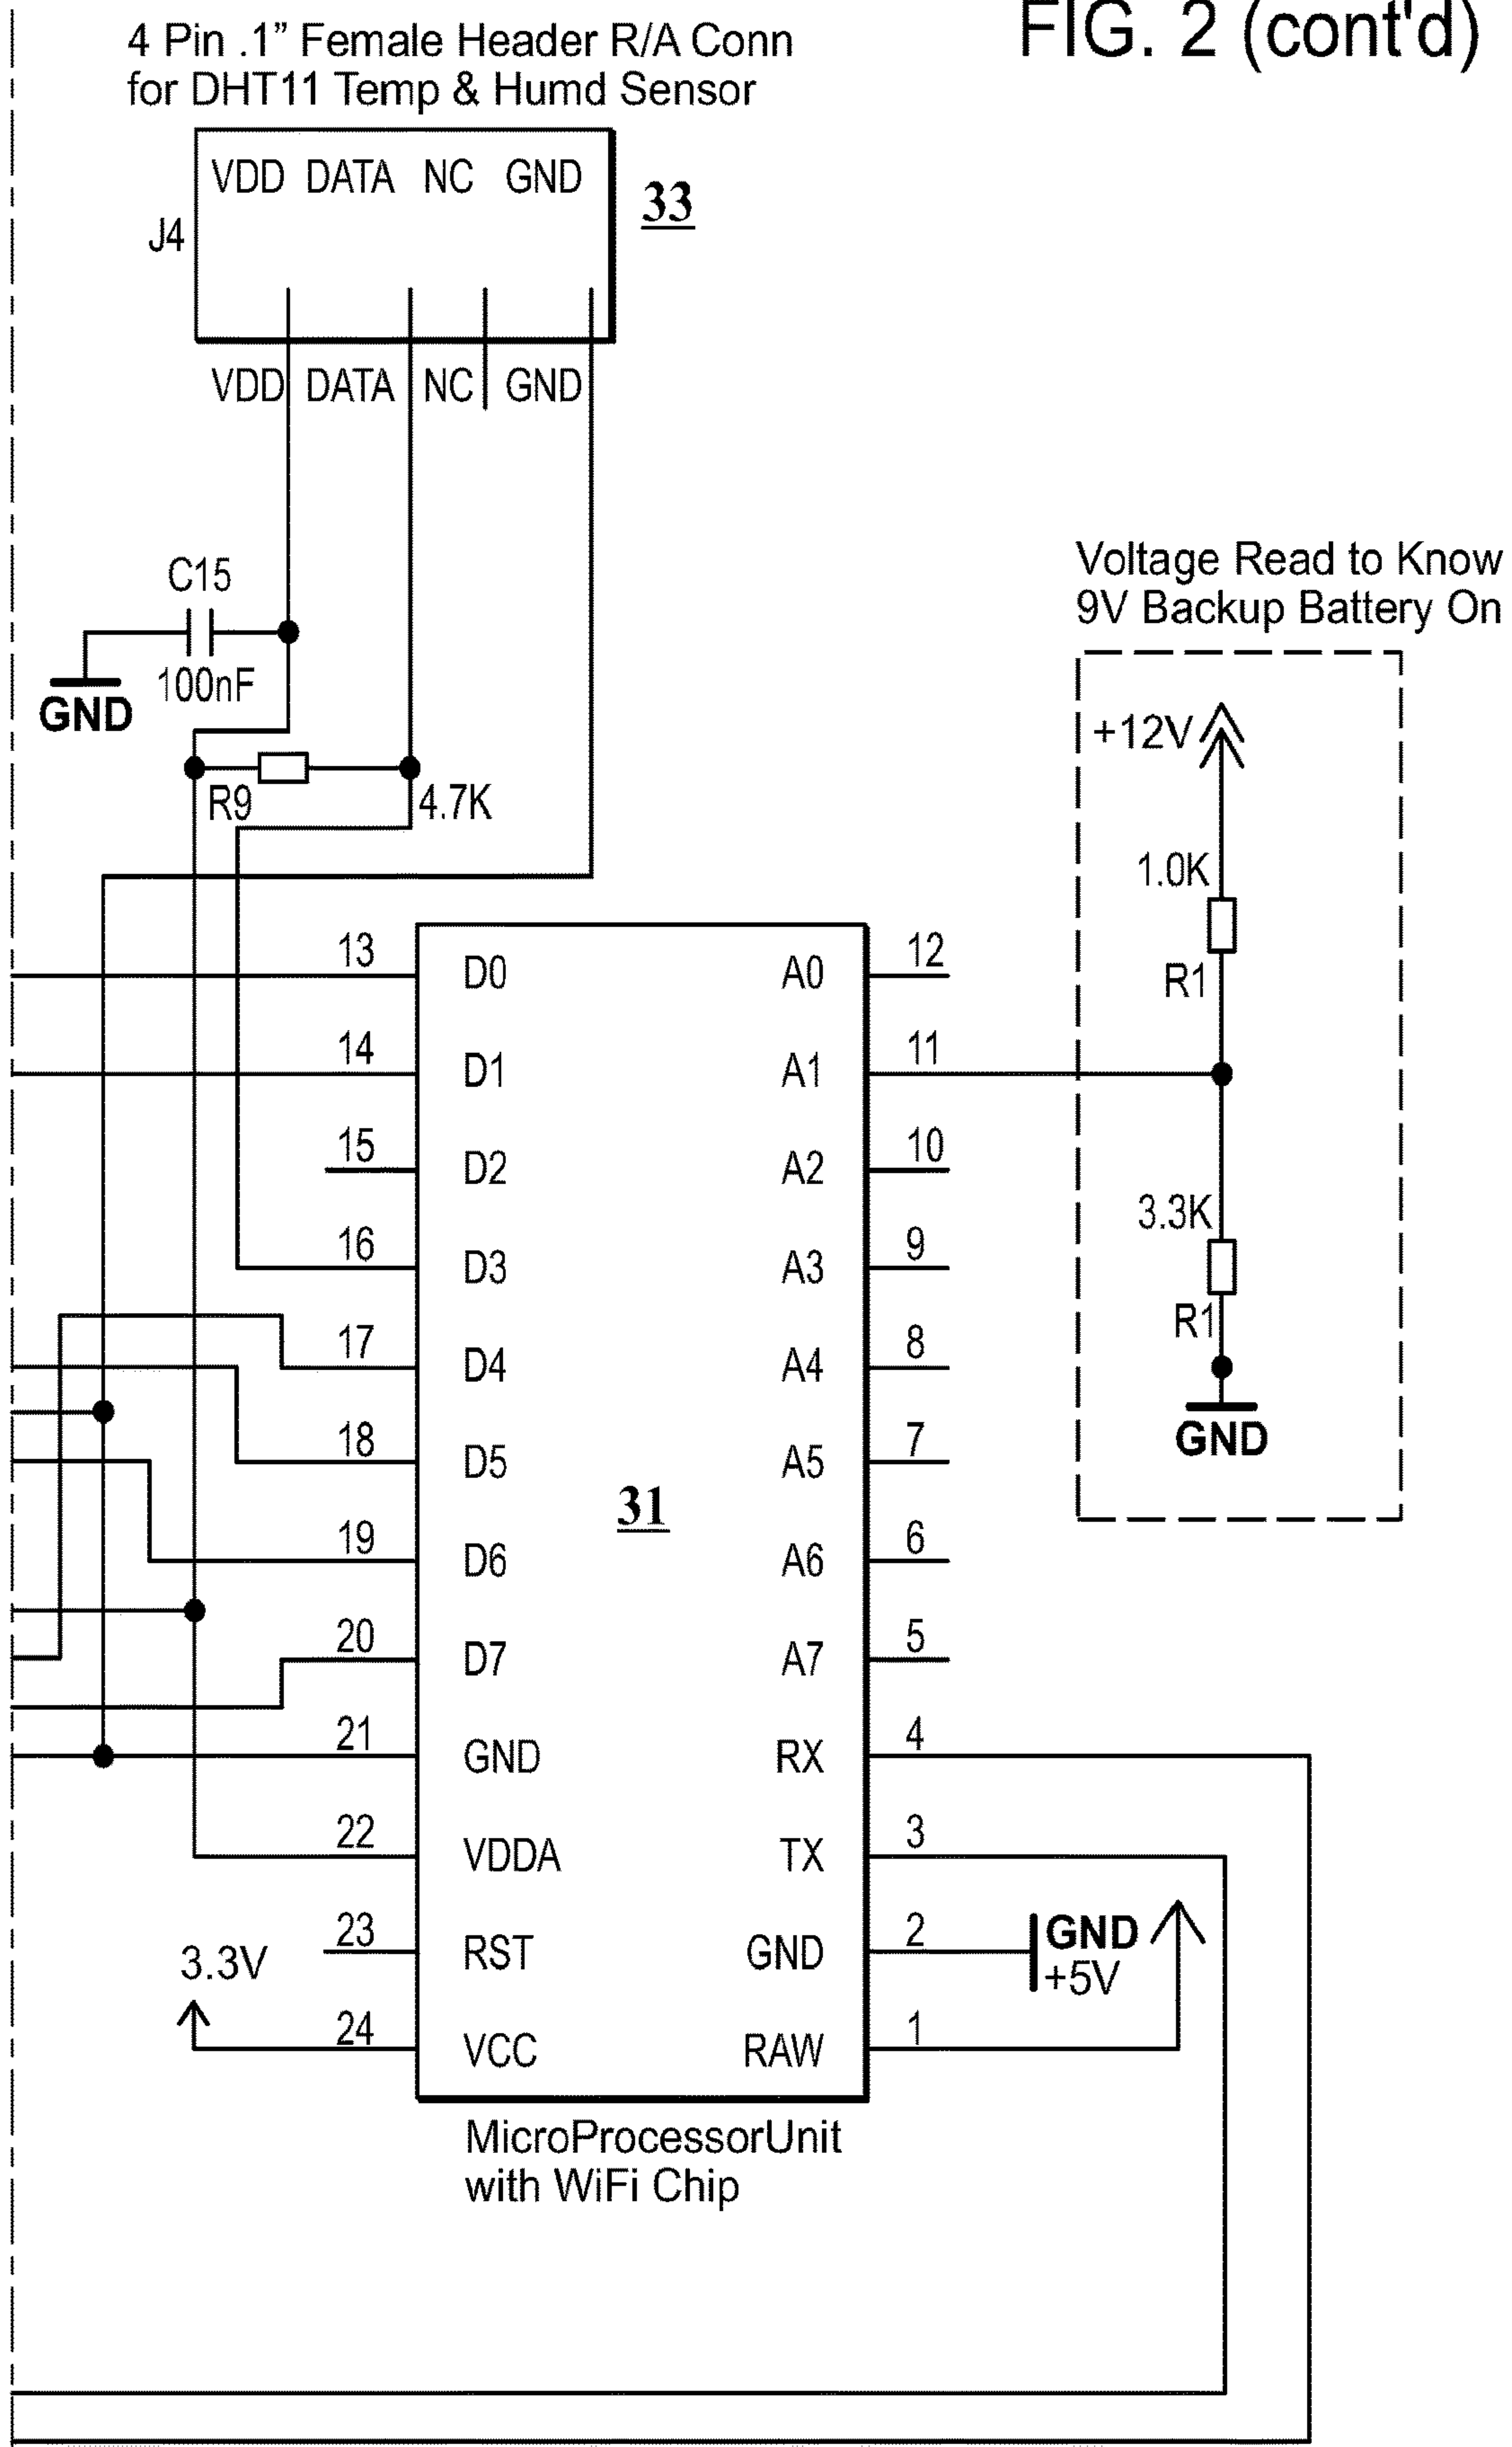 FIG. 2 (cont'd)
4 Pin .1” Female Header R/A Conn
for DHT11 Temp & Humd Sensor
VDD DATA NC GND
33
J4
VDD DATA NC GND
C15
100nF
GND
R9
4.7K
Voltage Read to Know
9V Backup Battery On
+12V
1.0K
R1
3.3K
R1
GND
13 D0 A0 12
14 D1 A1 11
15 D2 A2 10
16 D3 A3 9
17 D4 A4 8
18 D5 A5 7
31
19 D6 A6 6
20 D7 A7 5
21 GND RX 4
22 VDDA TX 3
23 RST GND 2 GND
+5V
3.3V
24 VCC RAW 1
MicroProcessorUnit
with WiFi Chip